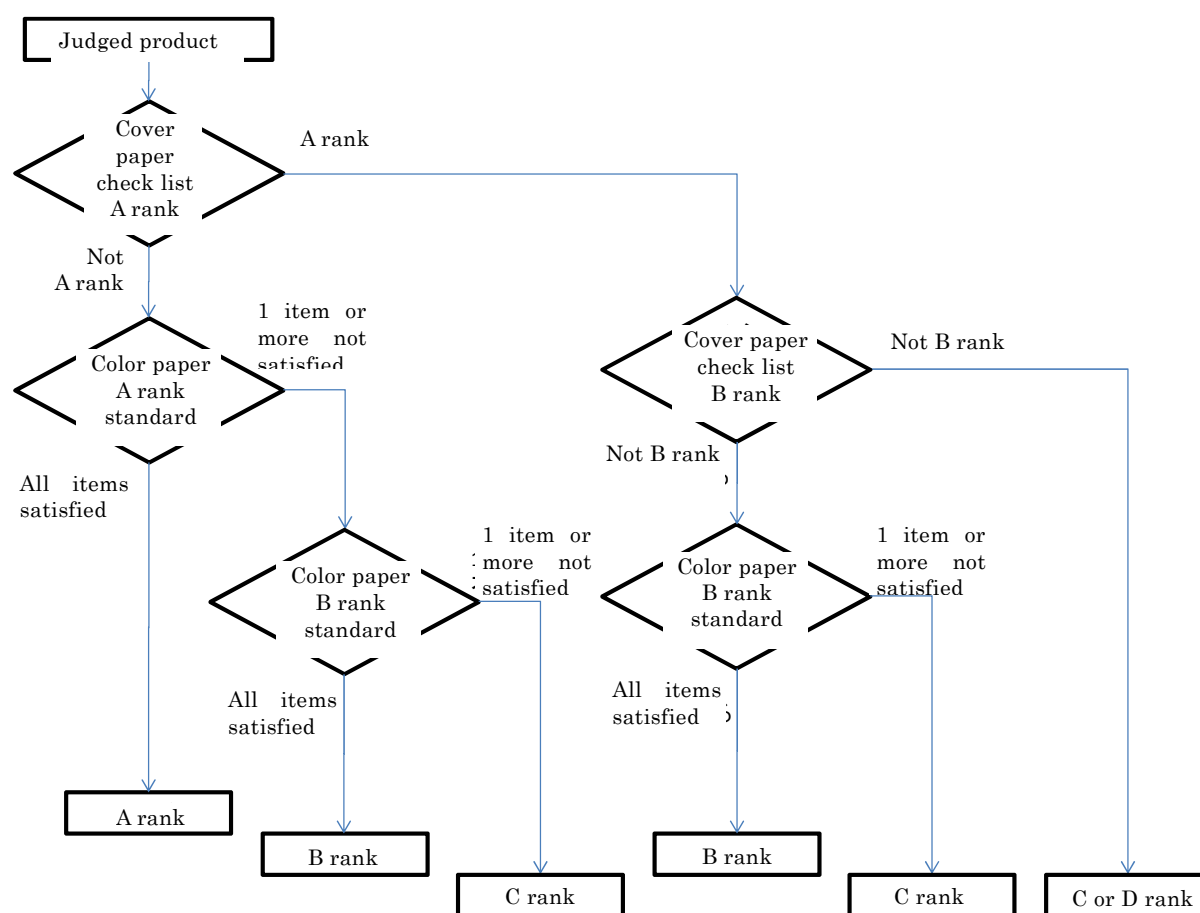 Judged product
Cover
paper
check list
A rank
A rank
Not
A rank
1 item or
more not
satisfied
Color paper
A rank
standard
All items
satisfied
Cover paper
check list
B rank
Not B rank
Not B rank
Color paper
B rank
standard
1 item or
more not
satisfied
All items
satisfied
Color paper
B rank
standard
1 item or
more not
satisfied
All items
satisfied
A rank
B rank
C rank
B rank
C rank
C or D rank